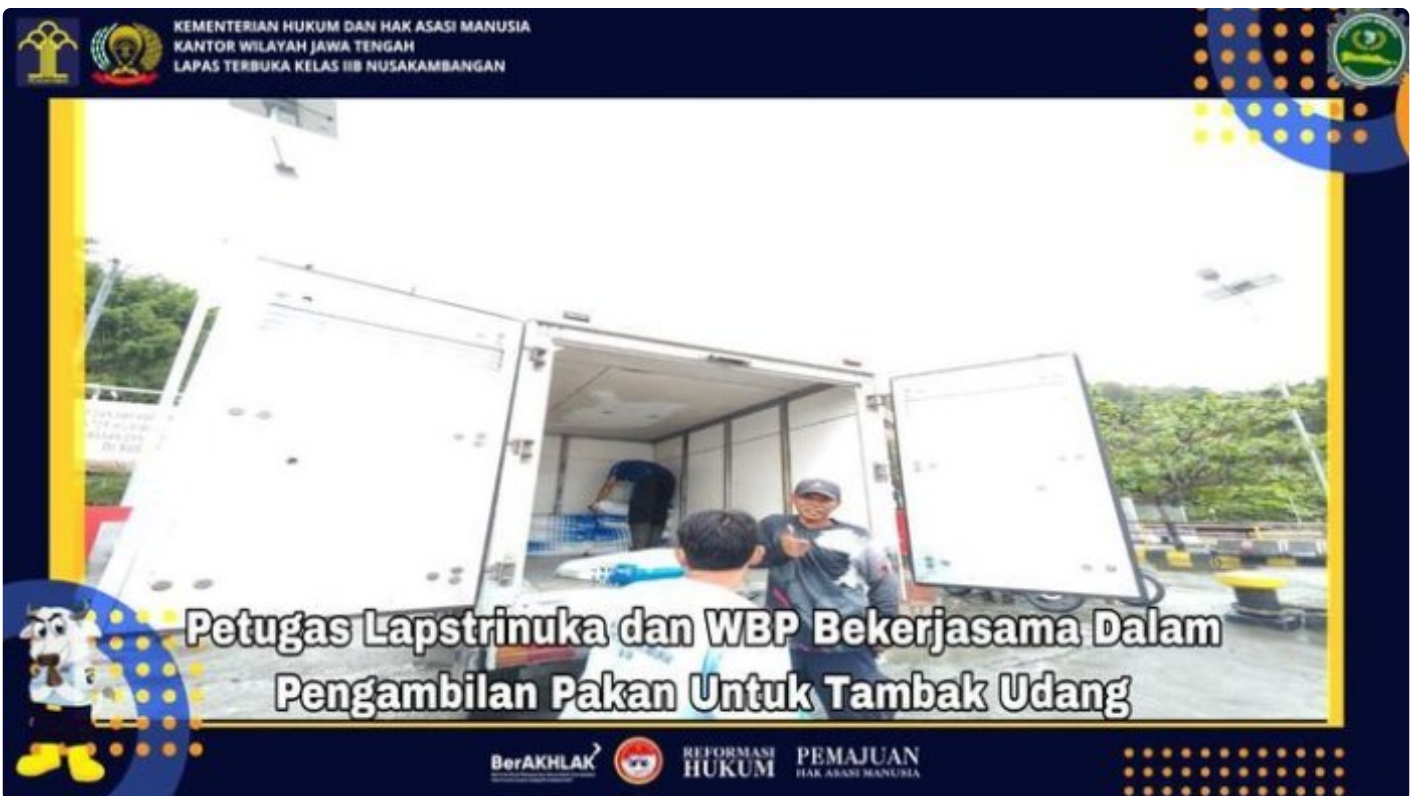 KEMENTERIAN HUKUM DAN HAK ASASI MANUSIA
KANTOR WILAYAH JAWA TENGAH
LAPAS TERBUKA KELAS IIB NUSAKAMBANGAN
Petugas Lapstrinuka dan WBP Bekerjasama Dalam
Pengambilan Pakan Untuk Tambak Udang
BerAKHLAK
REFORMASI
HUKUM
PEMAJUAN
HAK ASASI MANUSIA